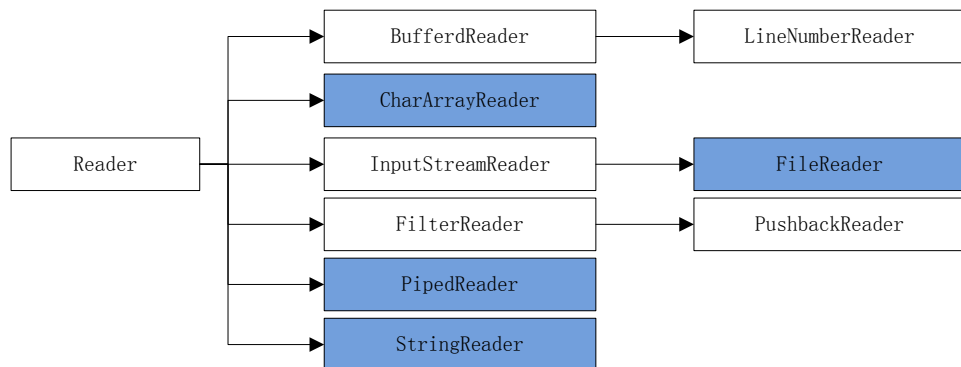 BufferdReader
LineNumberReader
CharArrayReader
Reader
InputStreamReader
FileReader
FilterReader
PushbackReader
PipedReader
StringReader